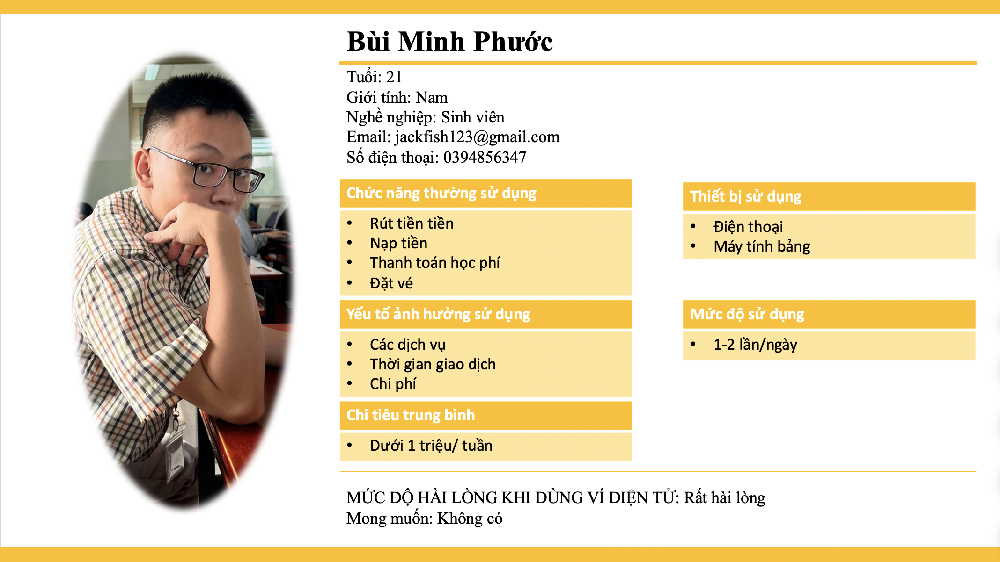 Bùi Minh Phước
Tuổi: 21
Giới tính: Nam
Nghề nghiệp: Sinh viên
Email: jackfish123@gmail.com
Số điện thoại: 0394856347
Chức năng thường sử dụng
• Rút tiền tiền
• Nạp tiền
• Thanh toán học phí
• Đặt vé
Thiết bị sử dụng
• Điện thoại
• Máy tính bảng
Yếu tố ảnh hưởng sử dụng
• Các dịch vụ
• Thời gian giao dịch
• Chi phí
Mức độ sử dụng
• 1-2 lần/ngày
Chi tiêu trung bình
• Dưới 1 triệu/ tuần
MỨC ĐỘ HÀI LÒNG KHI DÙNG VÍ ĐIỆN TỬ: Rất hài lòng
Mong muốn: Không có